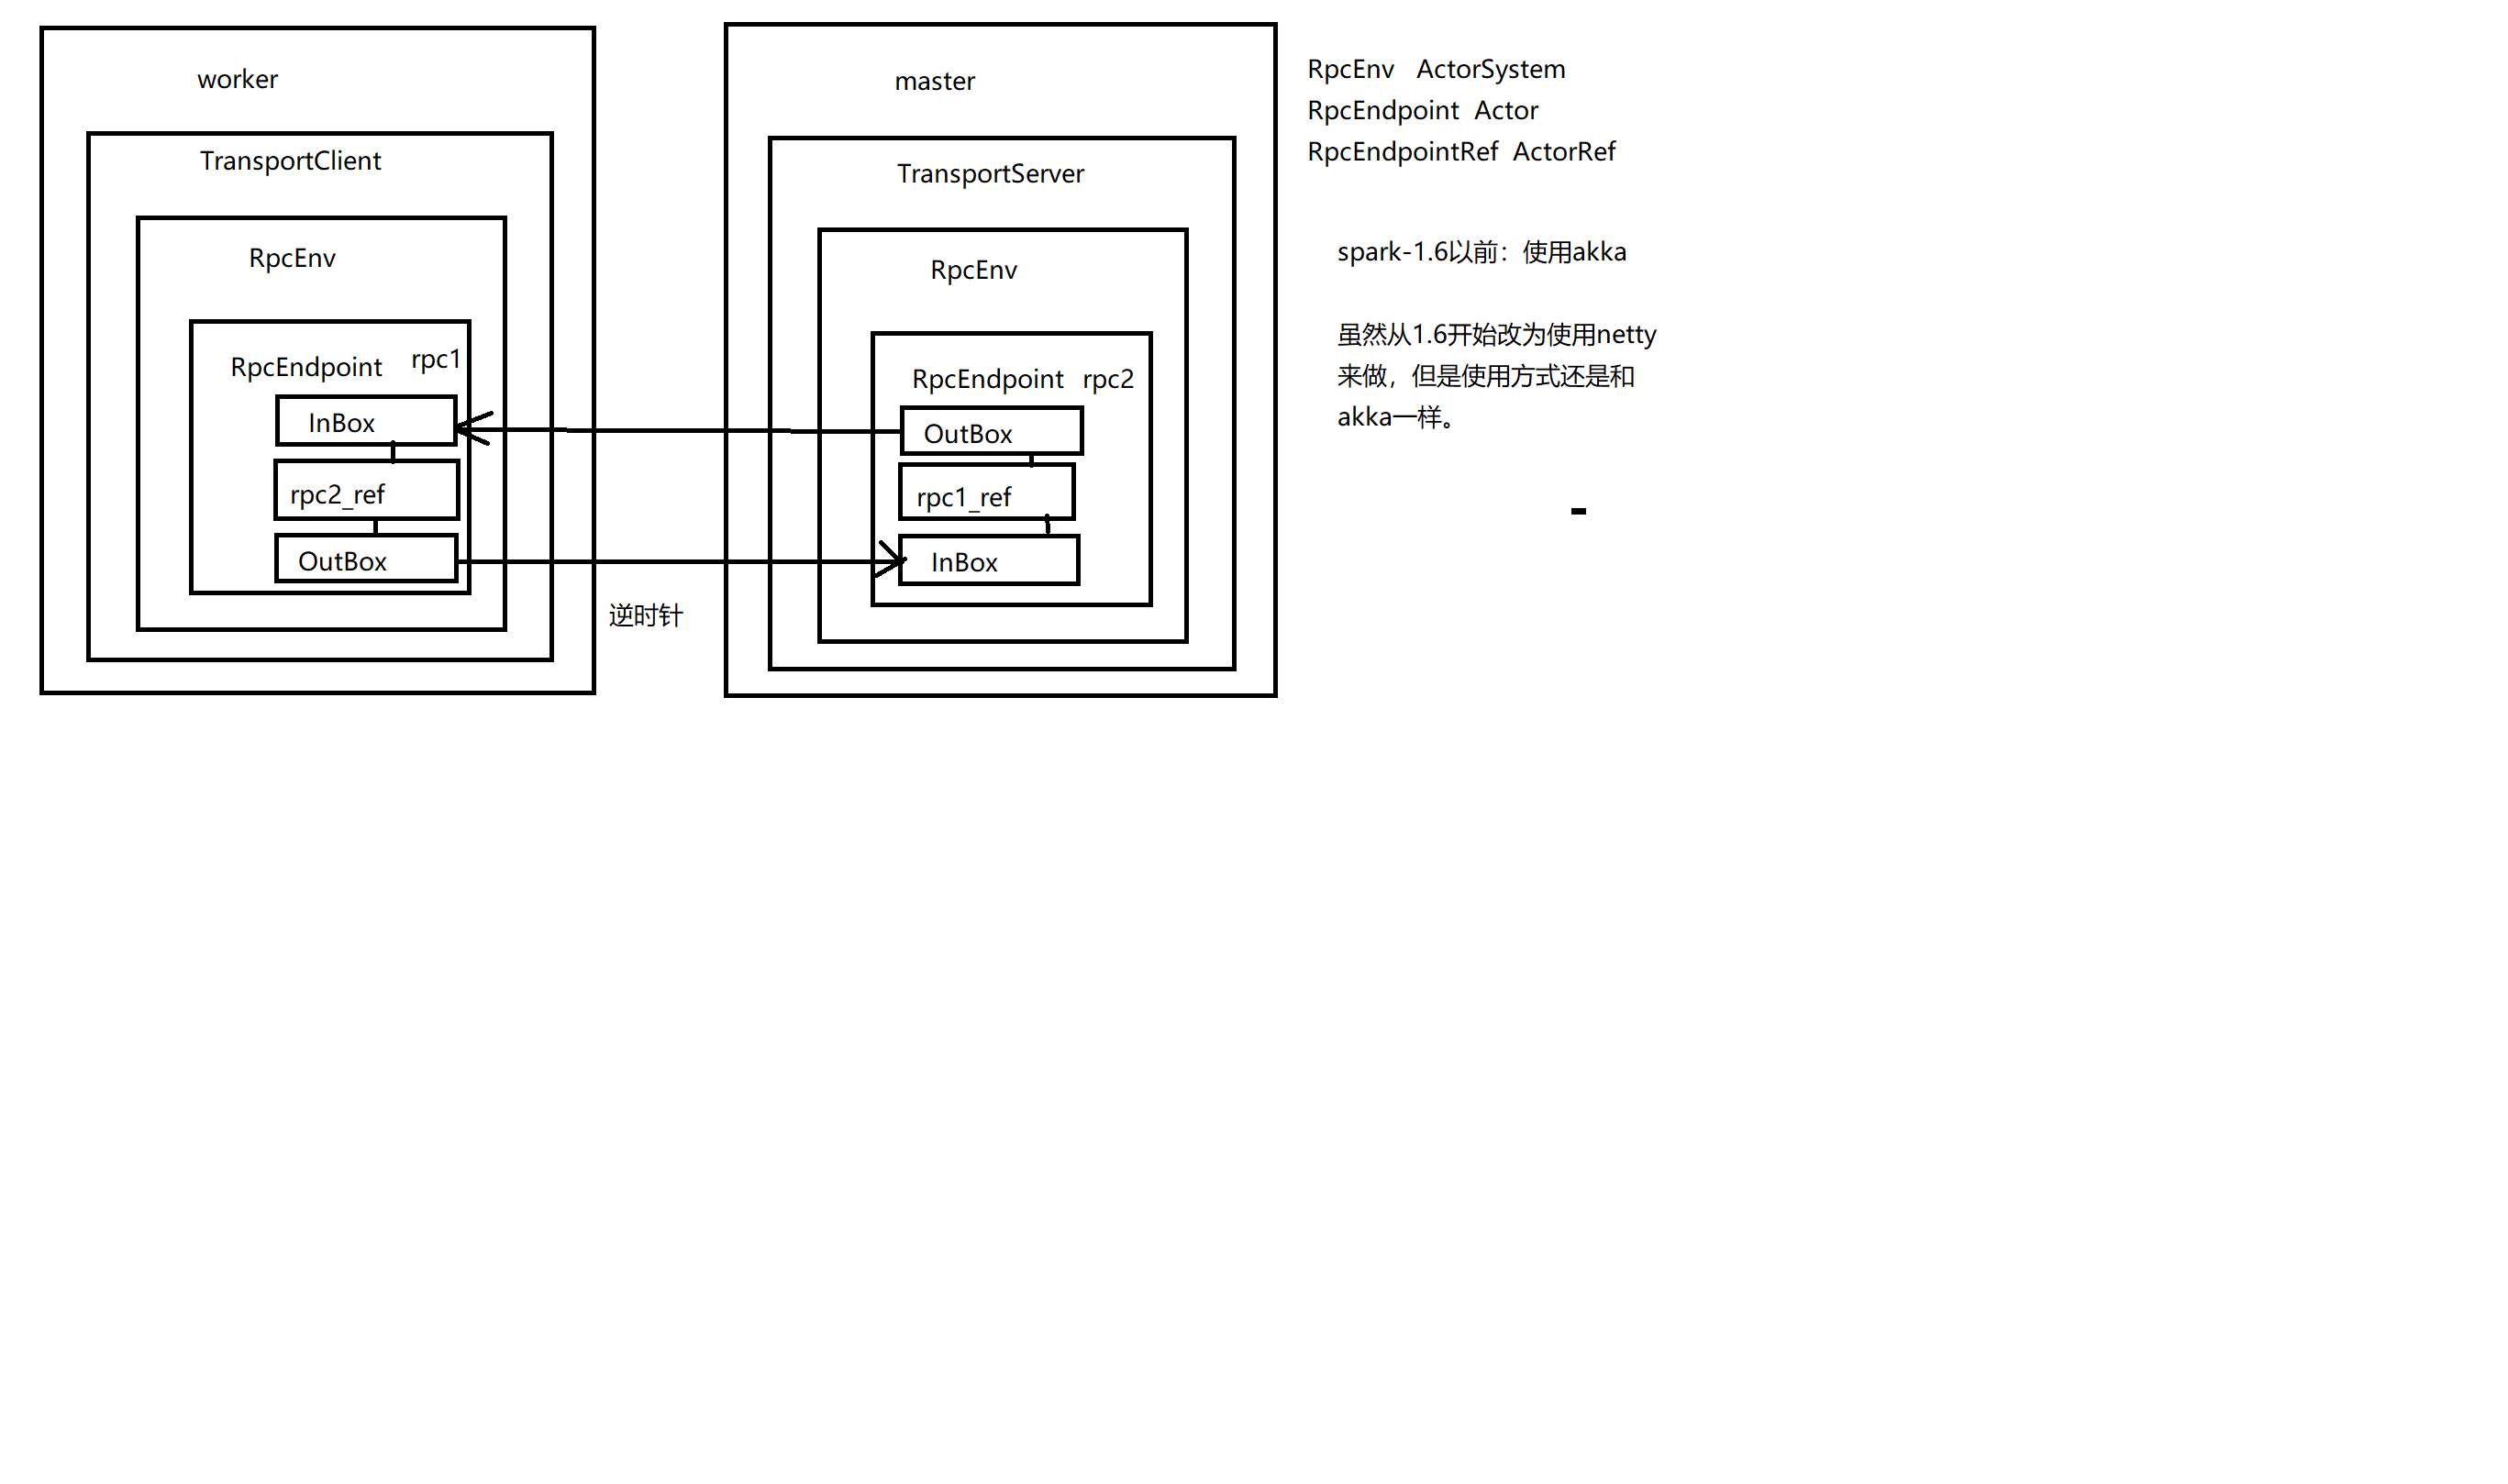 worker
TransportClient
RpcEnv
RpcEndpoint rpc1
InBox
rpc2_ref
OutBox
逆时针
master
TransportServer
RpcEnv
RpcEndpoint rpc2
OutBox
rpc1_ref
InBox
RpcEnv ActorSystem
RpcEndpoint Actor
RpcEndpointRef ActorRef
spark-1.6以前：使用akka
虽然从1.6开始改为使用netty
来做，但是使用方式还是和
akka一样。